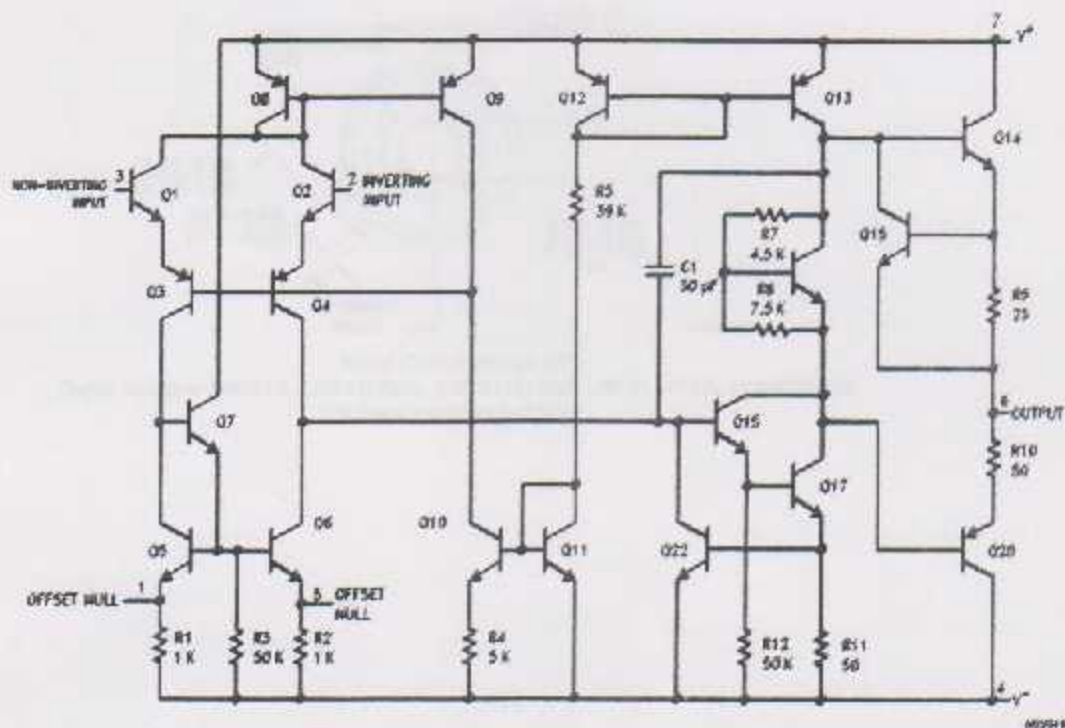 7 V+
Q8 Q9 Q12 Q13
Q14
3 NON-INVERTING INPUT
Q1 Q2
2 INVERTING INPUT
R5
39 K
R7
4.5 K
Q15
Q3 Q4
C1
30 pF
R8
7.5 K
25
Q7
Q15
6 OUTPUT
R10
50
Q17
Q5 Q6 Q10 Q11 Q22 Q20
1 OFFSET NULL
5 OFFSET NULL
R1
1 K
R3
50 K
R2
1 K
R4
5 K
R12
50 K
R11
50
4 V-